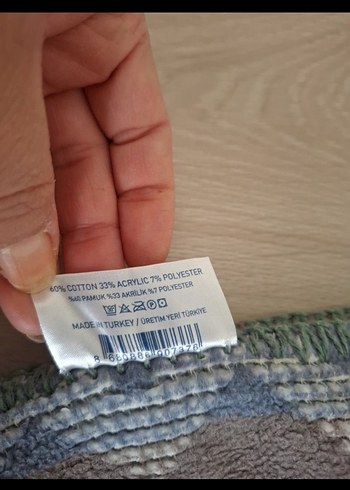 60% COTTON 33% ACRYLIC 7% POLYESTER
%60 PAMUK %33 AKRİLİK %7 POLYESTER
MADE IN TURKEY / ÜRETİM YERİ TÜRKİYE